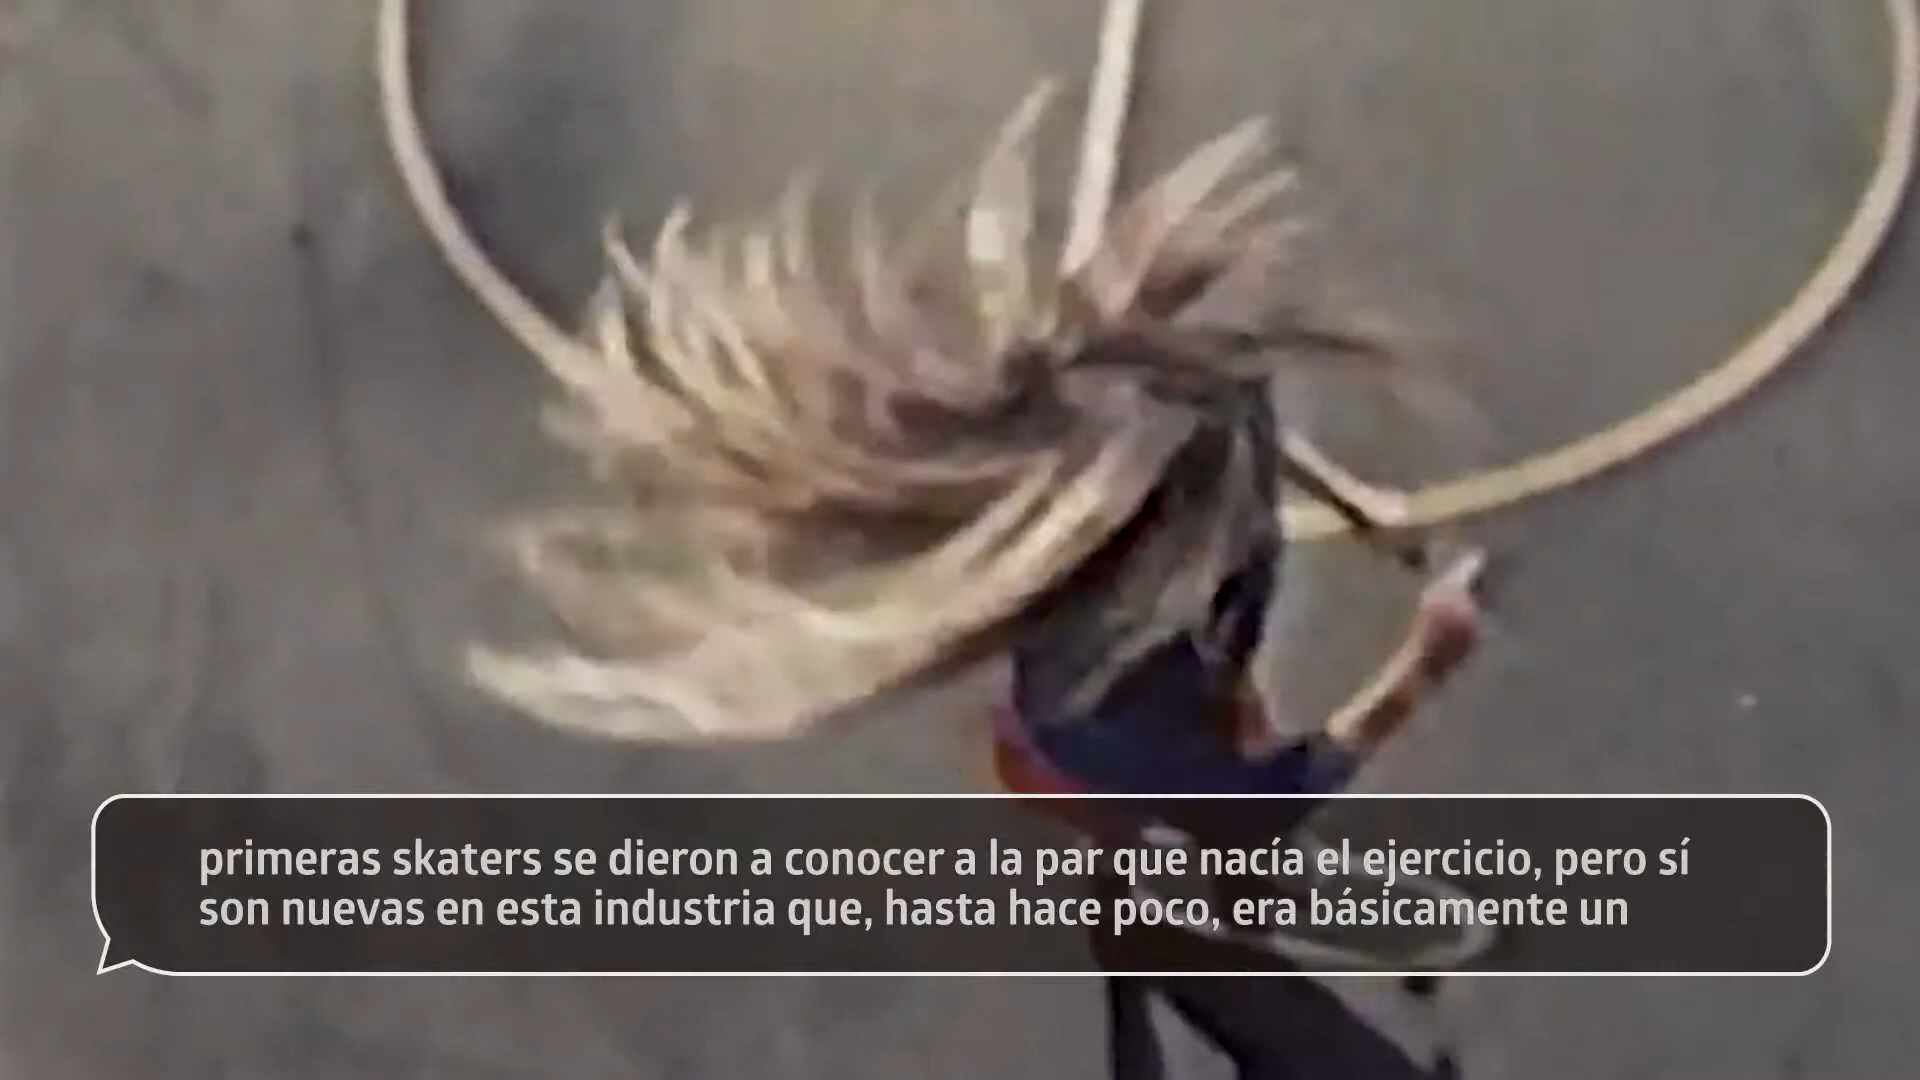 primeras skaters se dieron a conocer a la par que nacía el ejercicio, pero sí
son nuevas en esta industria que, hasta hace poco, era básicamente un